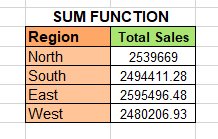 SUM FUNCTION
Region Total Sales
North 2539669
South 2494411.28
East 2595496.48
West 2480206.93